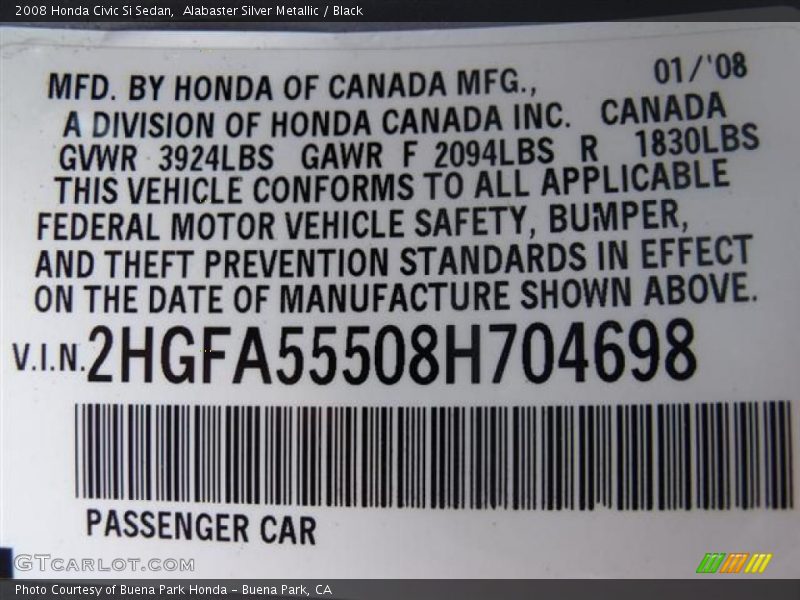 2008 Honda Civic Si Sedan,  Alabaster Silver Metallic / Black
MFD. BY HONDA OF CANADA MFG., 01/'08
A DIVISION OF HONDA CANADA INC. CANADA
GVWR 3924LBS GAWR F 2094LBS R 1830LBS
THIS VEHICLE CONFORMS TO ALL APPLICABLE
FEDERAL MOTOR VEHICLE SAFETY, BUMPER,
AND THEFT PREVENTION STANDARDS IN EFFECT
ON THE DATE OF MANUFACTURE SHOWN ABOVE.
V.I.N. 2HGFA55508H704698
PASSENGER CAR
GTCARLOT.COM
Photo Courtesy of Buena Park Honda - Buena Park, CA